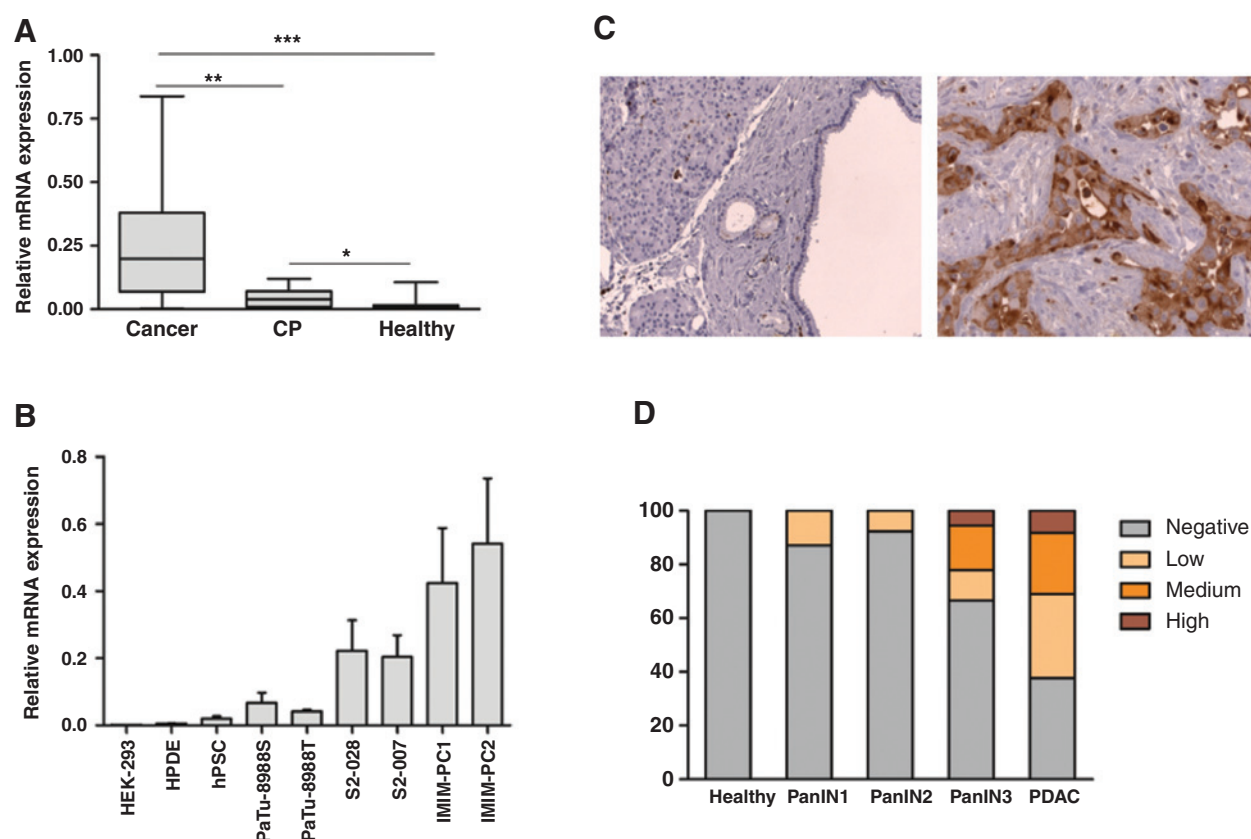 A
Relative mRNA expression
1.00
0.75
0.50
0.25
0.00
***
**
*
Cancer CP Healthy
B
Relative mRNA expression
0.8
0.6
0.4
0.2
0.0
HEK-293
HPDE
hPSC
PaTu-8988S
PaTu-8988T
S2-028
S2-007
IMIM-PC1
IMIM-PC2
C
D
100
80
60
40
20
0
Healthy PanIN1 PanIN2 PanIN3 PDAC
Negative
Low
Medium
High